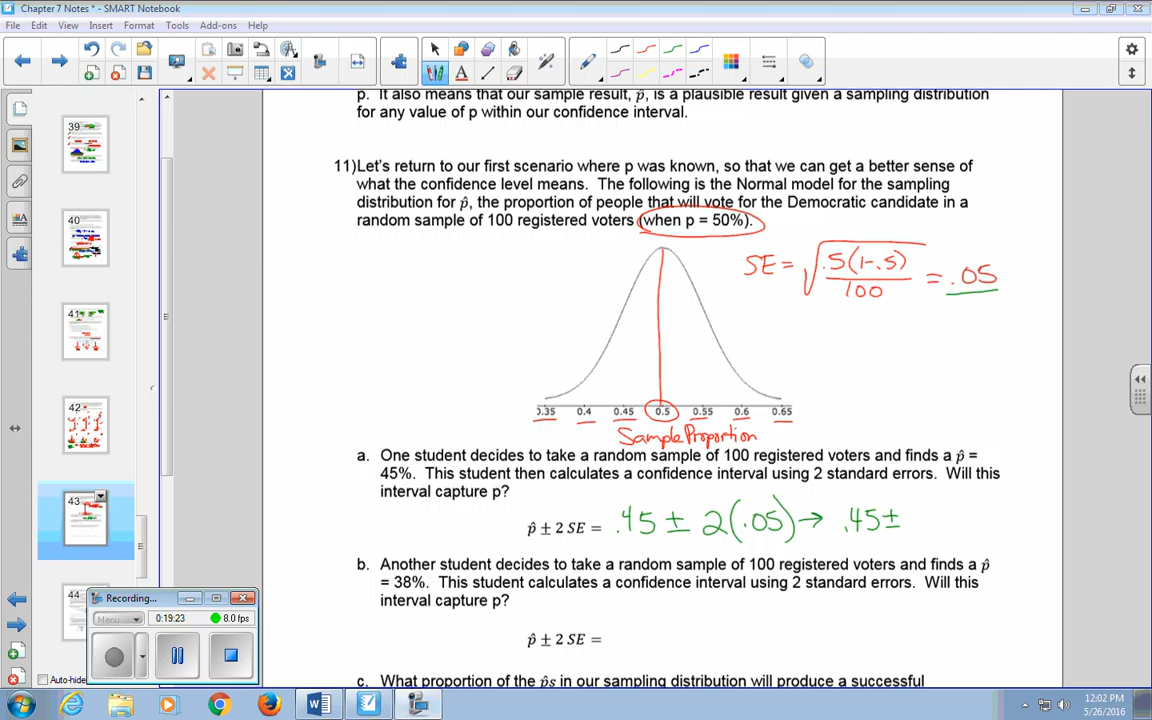 Chapter 7 Notes * - SMART Notebook
File Edit View Insert Format Tools Add-ons Help
p. It also means that our sample result, p̂, is a plausible result given a sampling distribution
for any value of p within our confidence interval.
11)Let's return to our first scenario where p was known, so that we can get a better sense of
what the confidence level means. The following is the Normal model for the sampling
distribution for p̂, the proportion of people that will vote for the Democratic candidate in a
random sample of 100 registered voters (when p = 50%).
SE = √.5(1-.5)/100 = .05
0.35 0.4 0.45 0.5 0.55 0.6 0.65
Sample Proportion
a. One student decides to take a random sample of 100 registered voters and finds a p̂ =
45%. This student then calculates a confidence interval using 2 standard errors. Will this
interval capture p?
p̂ ± 2 SE = .45 ± 2(.05) → .45±
b. Another student decides to take a random sample of 100 registered voters and finds a p̂
= 38%. This student calculates a confidence interval using 2 standard errors. Will this
interval capture p?
p̂ ± 2 SE =
c. What proportion of the p̂s in our sampling distribution will produce a successful
39
40
41
42
43
44
Recording...
Menu
0:19:23
8.0 fps
Auto-hide
12:02 PM
5/26/2016